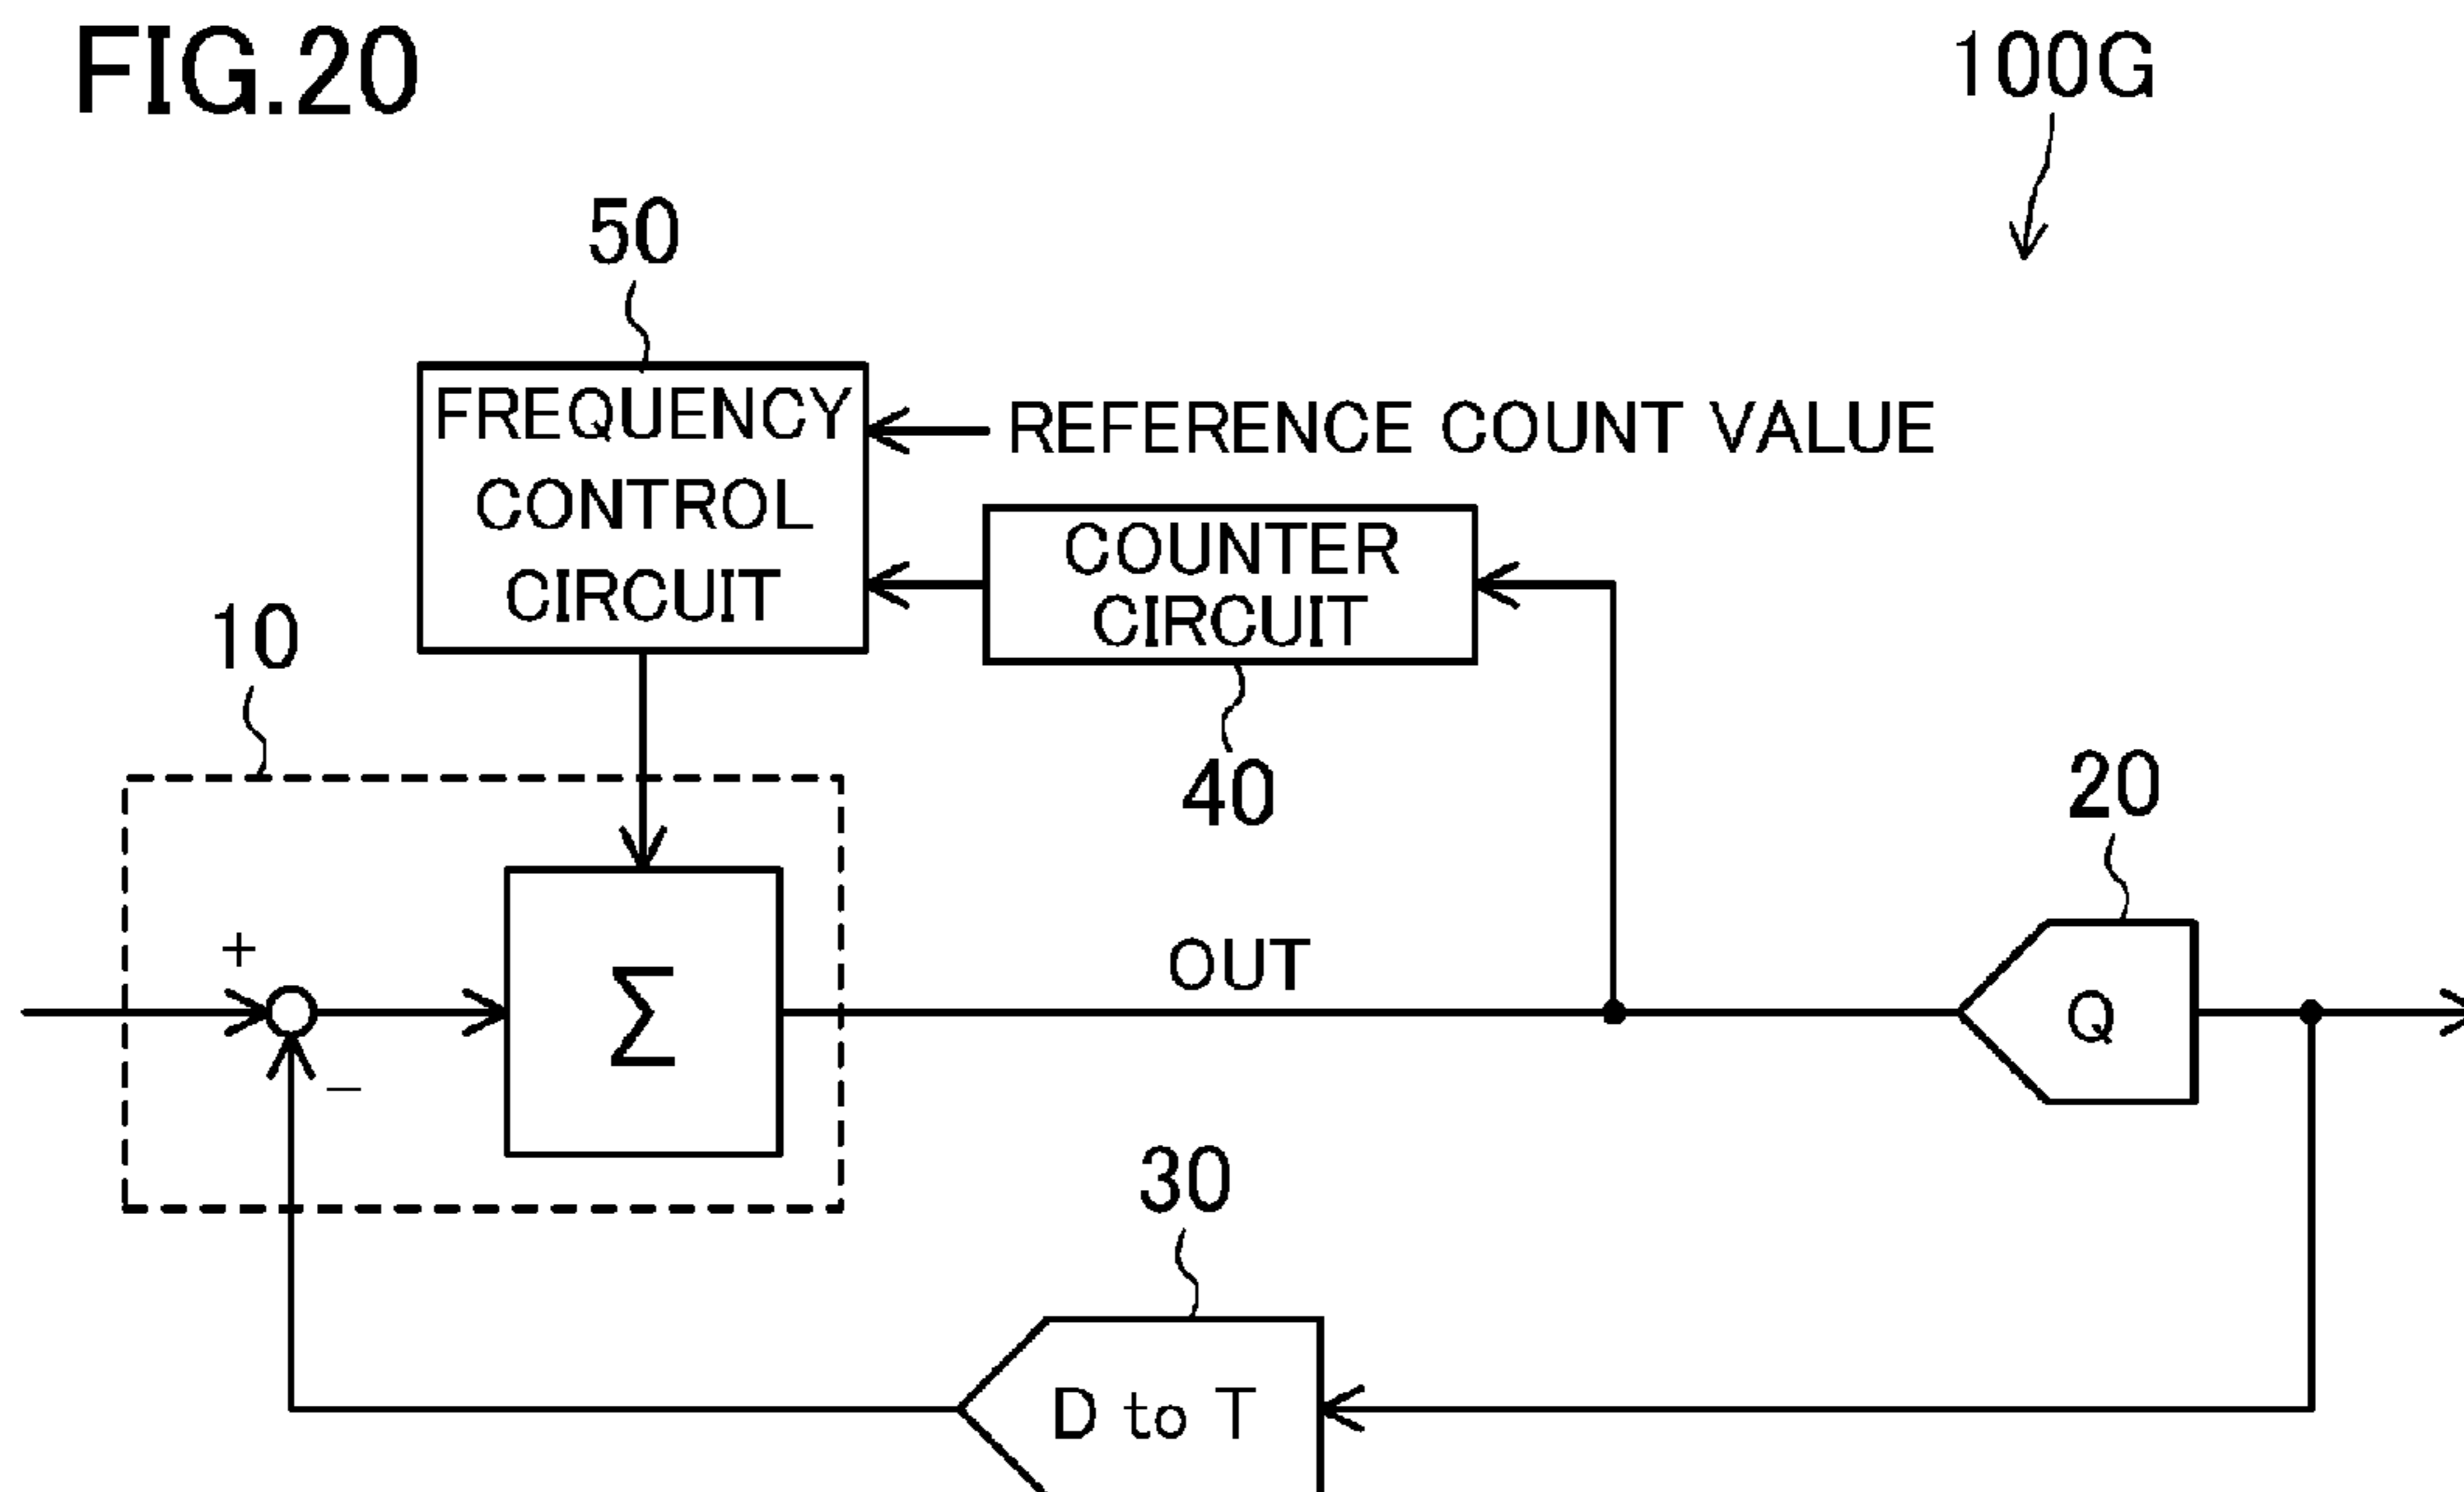 FIG.20
100G
50
FREQUENCY
CONTROL
CIRCUIT
REFERENCE COUNT VALUE
COUNTER
CIRCUIT
10
40
20
+
Σ
OUT
Q
−
30
D to T